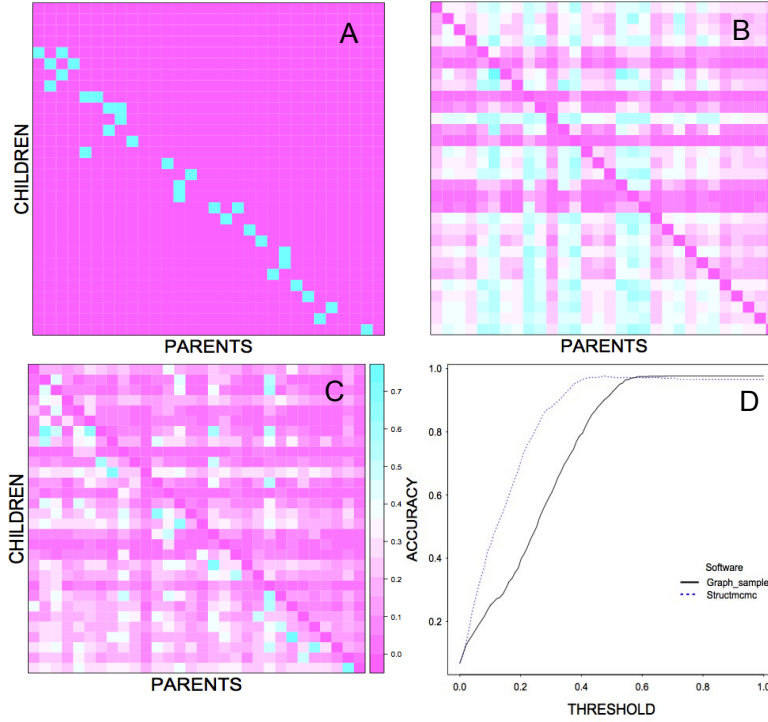 A
CHILDREN
PARENTS
B
PARENTS
C
CHILDREN
PARENTS
0.7
0.6
0.5
0.4
0.3
0.2
0.1
0.0
D
ACCURACY
1.0
0.8
0.6
0.4
0.2
Software
Graph_sample
Structmcmc
0.0
0.2
0.4
0.6
0.8
1.0
THRESHOLD